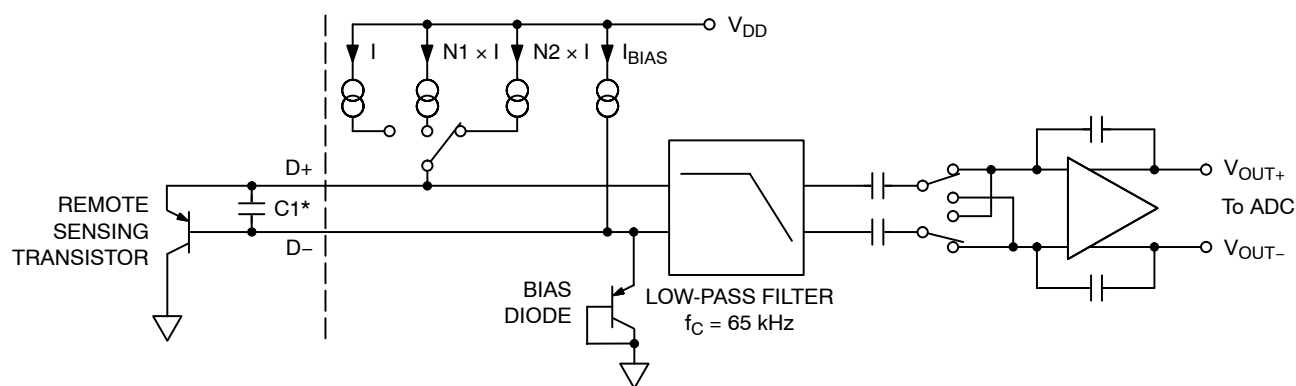 V_DD
I N1 × I N2 × I I_BIAS
D+
C1*
D−
REMOTE
SENSING
TRANSISTOR
BIAS
DIODE
LOW-PASS FILTER
f_C = 65 kHz
V_OUT+
To ADC
V_OUT−